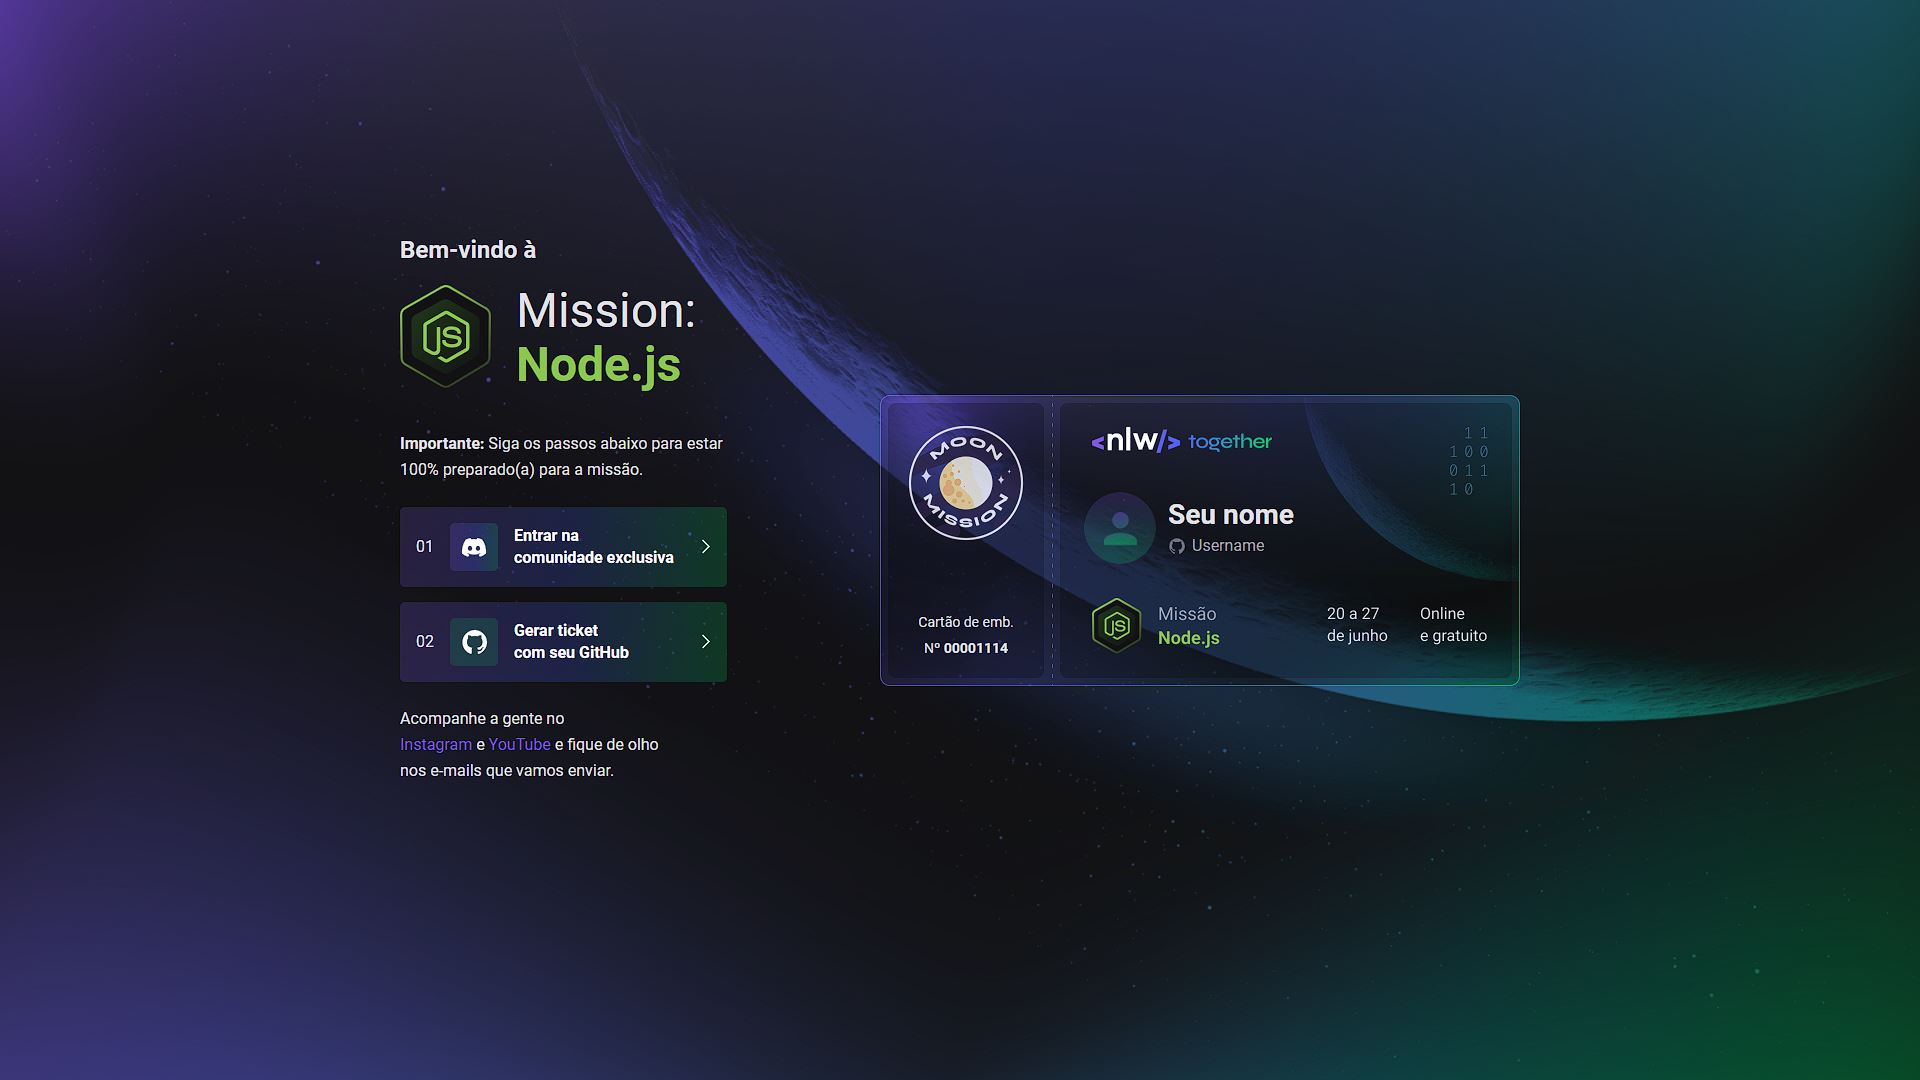 Bem-vindo à
JS
Mission:
Node.js
Importante: Siga os passos abaixo para estar
100% preparado(a) para a missão.
01
Entrar na
comunidade exclusiva
02
Gerar ticket
com seu GitHub
Acompanhe a gente no
Instagram e YouTube e fique de olho
nos e-mails que vamos enviar.
MOON
MISSION
Cartão de emb.
Nº 00001114
<nlw/> together
1 1
1 0 0
0 1 1
1 0
Seu nome
Username
JS
Missão
Node.js
20 a 27
de junho
Online
e gratuito